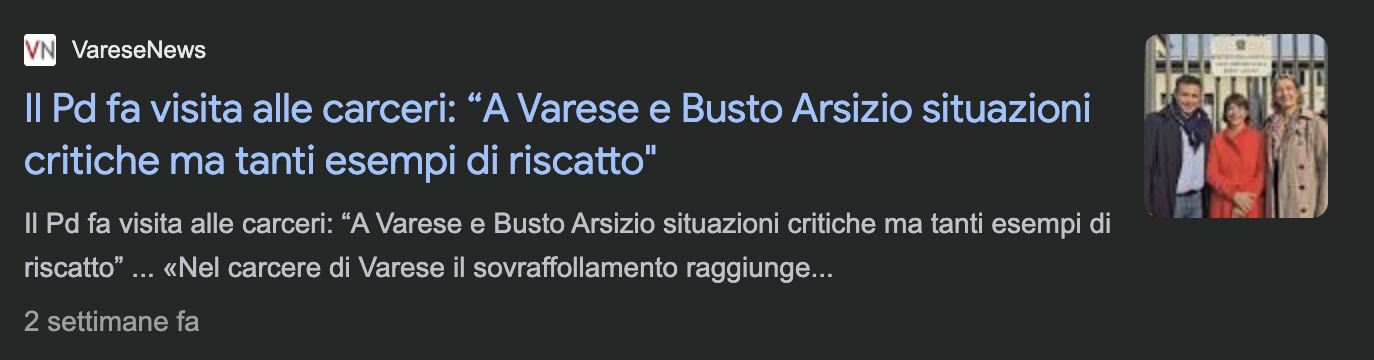 VN VareseNews
Il Pd fa visita alle carceri: “A Varese e Busto Arsizio situazioni
critiche ma tanti esempi di riscatto"
Il Pd fa visita alle carceri: “A Varese e Busto Arsizio situazioni critiche ma tanti esempi di
riscatto” ... «Nel carcere di Varese il sovraffollamento raggiunge...
2 settimane fa